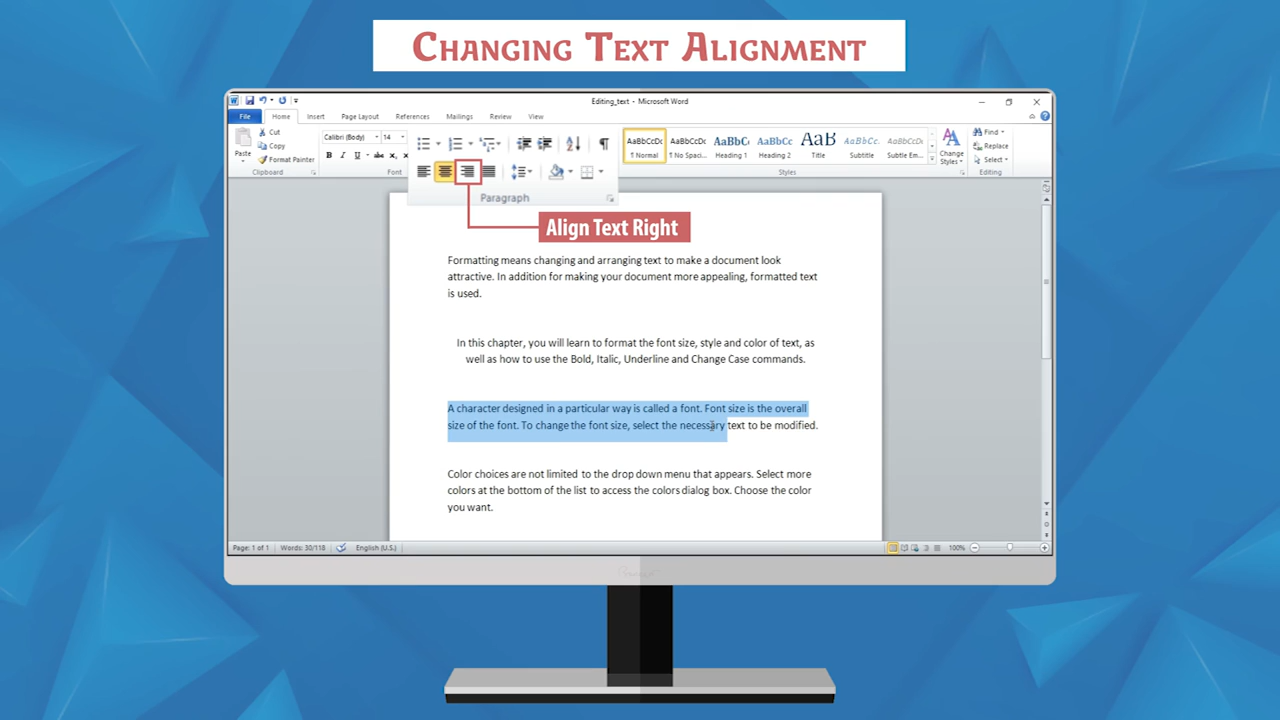 Changing Text Alignment
Editing_text - Microsoft Word
File Home Insert Page Layout References Mailings Review View
Paste
Cut
Copy
Format Painter
Clipboard
Calibri (Body) 14
B I U abc x x
Font
Paragraph
AaBbCcDc AaBbCcDc AaBbC AaBbCc AaB AaBbCc AaBbCcDc
¶ Normal ¶ No Spaci... Heading 1 Heading 2 Title Subtitle Subtle Em...
Change
Styles
Styles
Find
Replace
Select
Editing
Align Text Right
Formatting means changing and arranging text to make a document look
attractive. In addition for making your document more appealing, formatted text
is used.
In this chapter, you will learn to format the font size, style and color of text, as
well as how to use the Bold, Italic, Underline and Change Case commands.
A character designed in a particular way is called a font. Font size is the overall
size of the font. To change the font size, select the necessary text to be modified.
Color choices are not limited to the drop down menu that appears. Select more
colors at the bottom of the list to access the colors dialog box. Choose the color
you want.
Page: 1 of 1 Words: 30/118 English (U.S.) 100%